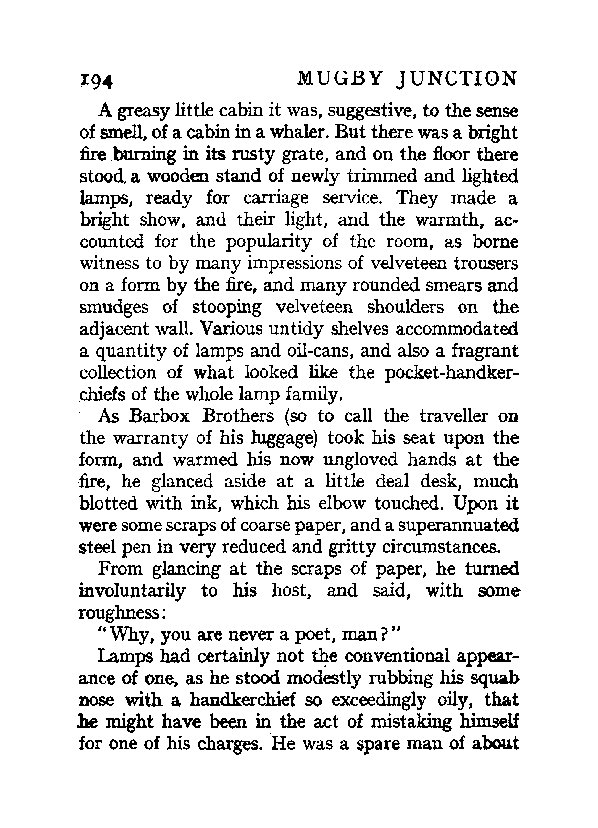 194 MUGBY JUNCTION
A greasy little cabin it was, suggestive, to the sense
of smell, of a cabin in a whaler. But there was a bright
fire burning in its rusty grate, and on the floor there
stood a wooden stand of newly trimmed and lighted
lamps, ready for carriage service. They made a
bright show, and their light, and the warmth, ac-
counted for the popularity of the room, as borne
witness to by many impressions of velveteen trousers
on a form by the fire, and many rounded smears and
smudges of stooping velveteen shoulders on the
adjacent wall. Various untidy shelves accommodated
a quantity of lamps and oil-cans, and also a fragrant
collection of what looked like the pocket-handker-
chiefs of the whole lamp family.
As Barbox Brothers (so to call the traveller on
the warranty of his luggage) took his seat upon the
form, and warmed his now ungloved hands at the
fire, he glanced aside at a little deal desk, much
blotted with ink, which his elbow touched. Upon it
were some scraps of coarse paper, and a superannuated
steel pen in very reduced and gritty circumstances.
From glancing at the scraps of paper, he turned
involuntarily to his host, and said, with some
roughness:
"Why, you are never a poet, man?"
Lamps had certainly not the conventional appear-
ance of one, as he stood modestly rubbing his squab
nose with a handkerchief so exceedingly oily, that
he might have been in the act of mistaking himself
for one of his charges. He was a spare man of about